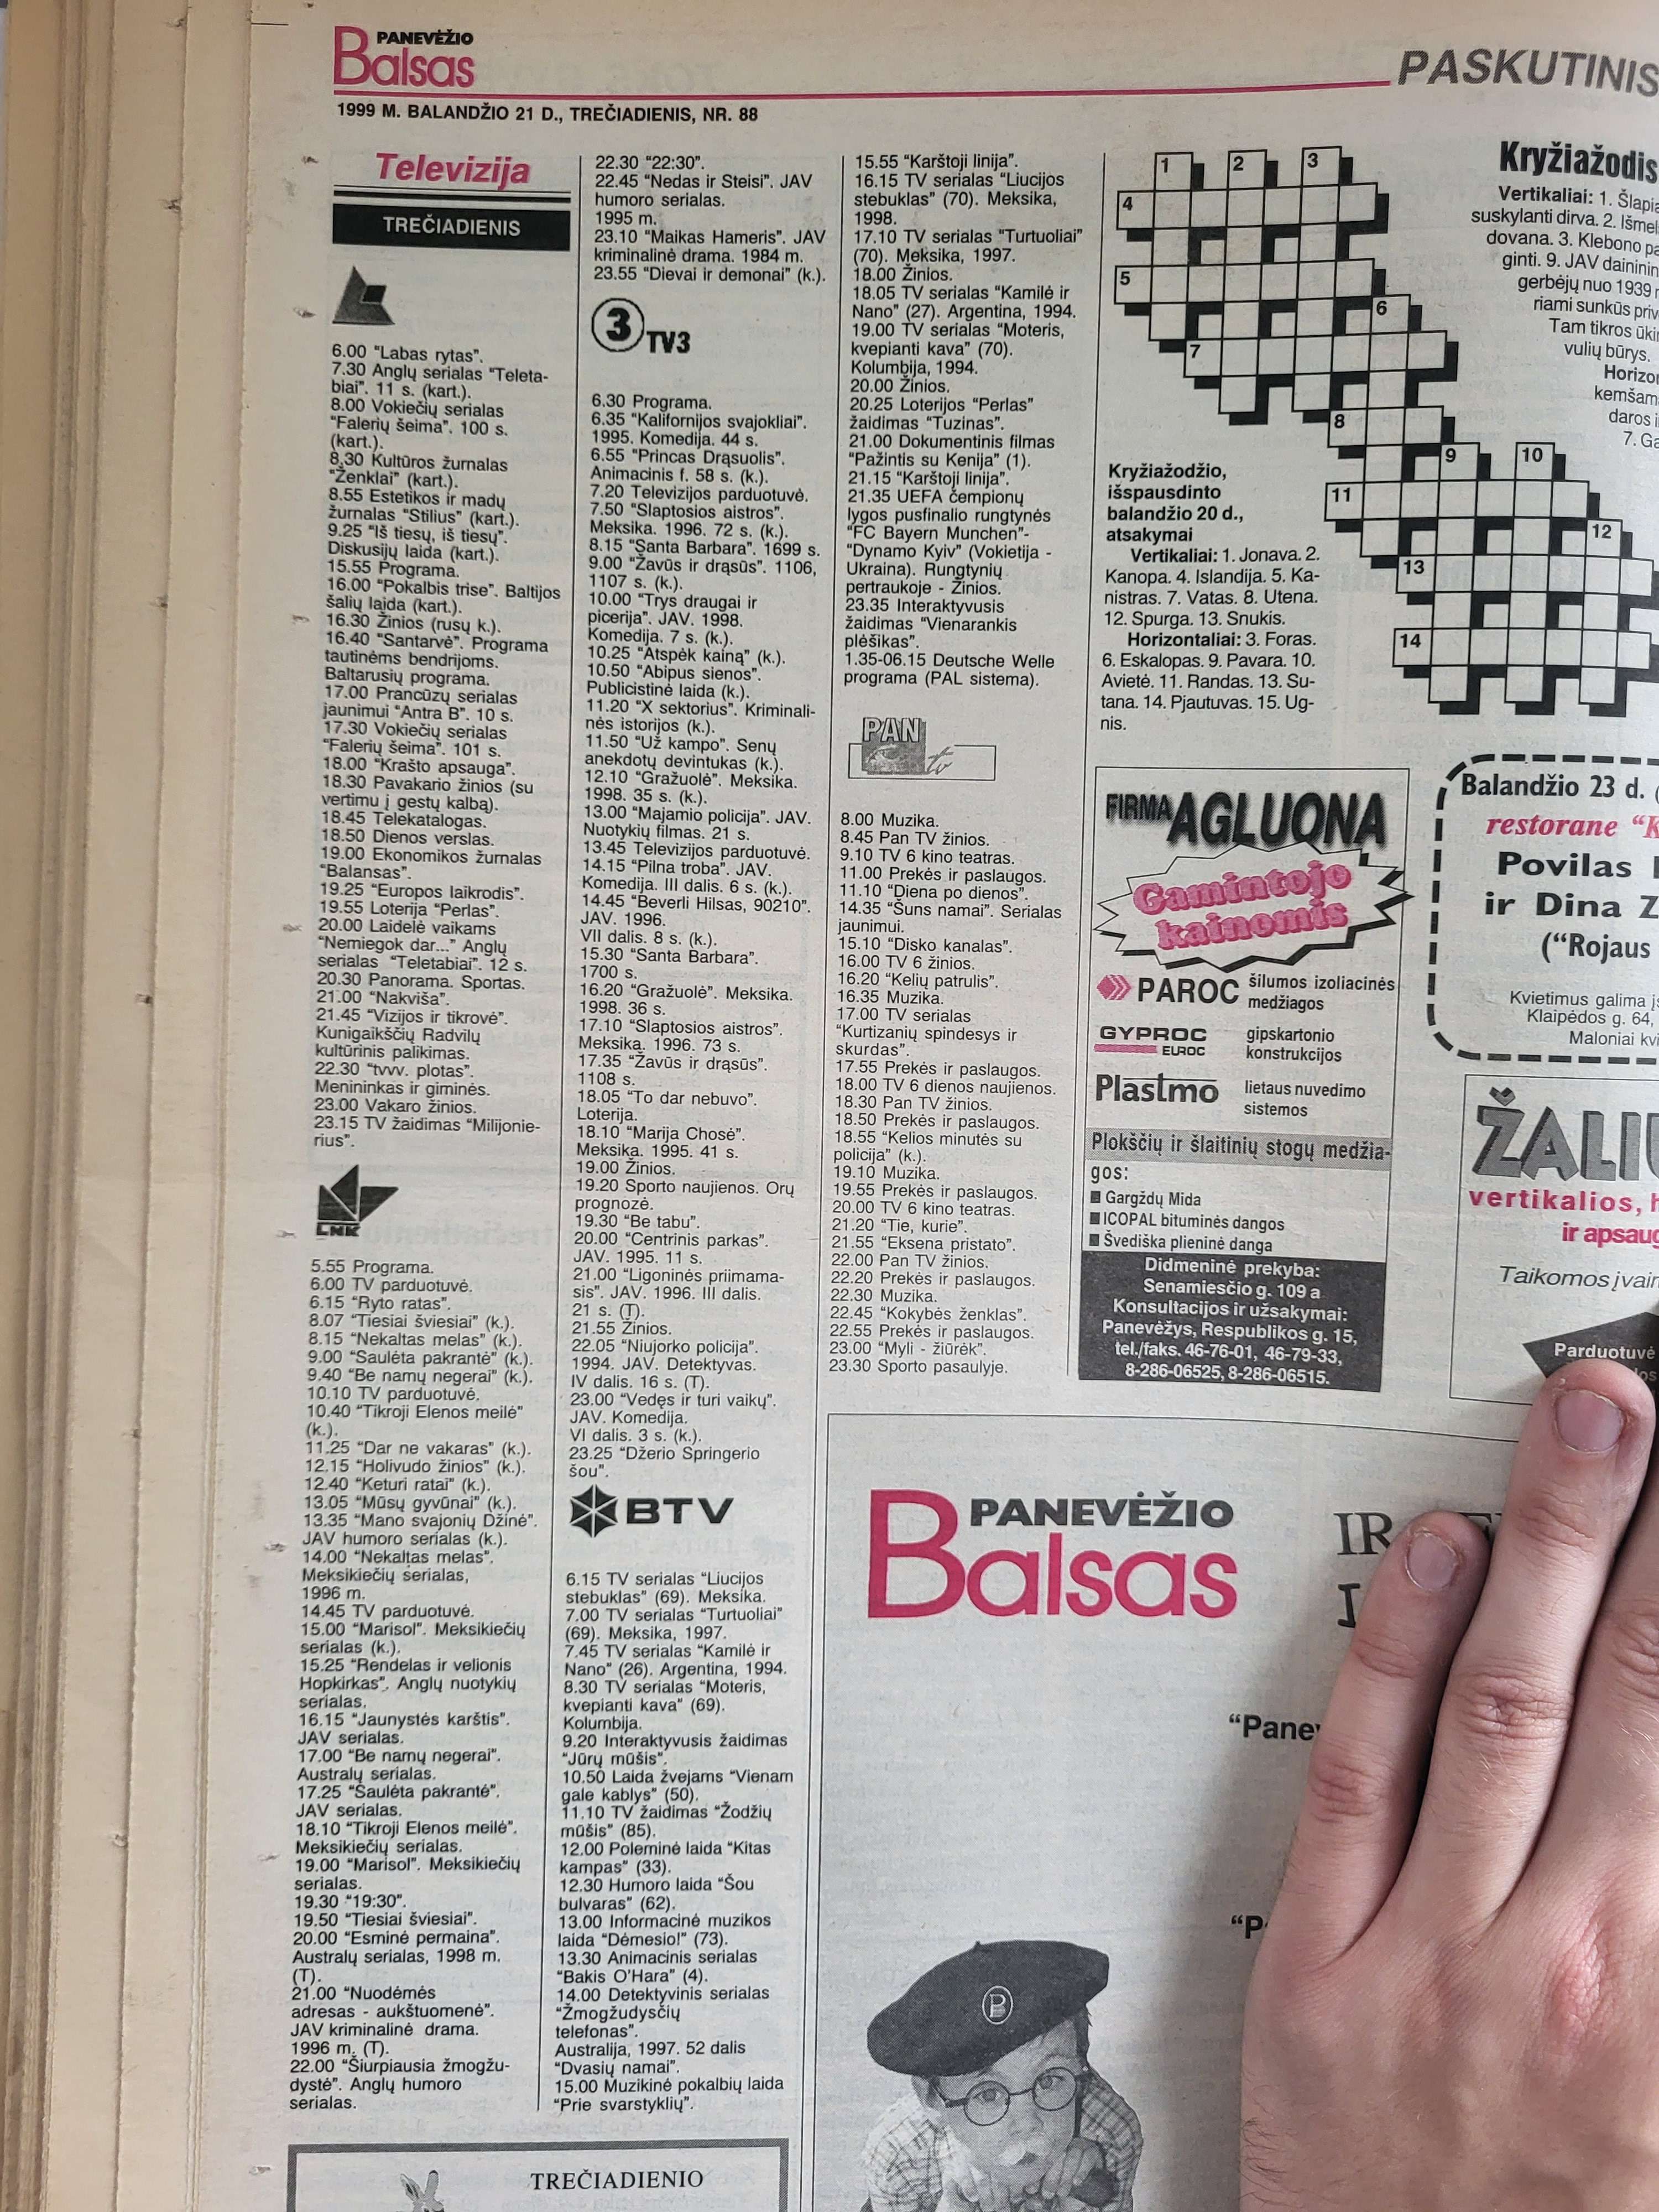 PANEVĖŽIO
Balsas
PASKUTINIS
1999 M. BALANDŽIO 21 D., TREČIADIENIS, NR. 88
Televizija
TREČIADIENIS
6.00 “Labas rytas”.
7.30 Anglų serialas “Teleta-
biai”. 11 s. (kart.).
8.00 Vokiečių serialas
“Falerių šeima”. 100 s.
(kart.).
8.30 Kultūros žurnalas
“Ženklai” (kart.).
8.55 Estetikos ir madų
žurnalas “Stilius” (kart.).
9.25 “Iš tiesų, iš tiesų”.
Diskusijų laida (kart.).
15.55 Programa.
16.00 “Pokalbis trise”. Baltijos
šalių laida (kart.).
16.30 Žinios (rusų k.).
16.40 “Santarvė”. Programa
tautinėms bendrijoms.
Baltarusių programa.
17.00 Prancūzų serialas
jaunimui “Antra B”. 10 s.
17.30 Vokiečių serialas
“Falerių šeima”. 101 s.
18.00 “Krašto apsauga”.
18.30 Pavakario žinios (su
vertimu į gestų kalbą).
18.45 Telekatalogas.
18.50 Dienos verslas.
19.00 Ekonomikos žurnalas
“Balansas”.
19.25 “Europos laikrodis”.
19.55 Loterija “Perlas”.
20.00 Laidelė vaikams
“Nemiegok dar...” Anglų
serialas “Teletabiai”. 12 s.
20.30 Panorama. Sportas.
21.00 “Nakviša”.
21.45 “Vizijos ir tikrovė”.
Kunigaikščių Radvilų
kultūrinis palikimas.
22.30 “tvvv. plotas”.
Menininkas ir giminės.
23.00 Vakaro žinios.
23.15 TV žaidimas “Milijonie-
rius”.
LNK
5.55 Programa.
6.00 TV parduotuvė.
6.15 “Ryto ratas”.
8.07 “Tiesiai šviesiai” (k.).
8.15 “Nekaltas melas” (k.).
9.00 “Saulėta pakrantė” (k.).
9.40 “Be namų negerai” (k.).
10.10 TV parduotuvė.
10.40 “Tikroji Elenos meilė”
(k.).
11.25 “Dar ne vakaras” (k.).
12.15 “Holivudo žinios” (k.).
12.40 “Keturi ratai” (k.).
13.05 “Mūsų gyvūnai” (k.).
13.35 “Mano svajonių Džinė”.
JAV humoro serialas (k.).
14.00 “Nekaltas melas”.
Meksikiečių serialas,
1996 m.
14.45 TV parduotuvė.
15.00 “Marisol”. Meksikiečių
serialas (k.).
15.25 “Rendelas ir velionis
Hopkirkas”. Anglų nuotykių
serialas.
16.15 “Jaunystės karštis”.
JAV serialas.
17.00 “Be namų negerai”.
Australų serialas.
17.25 “Saulėta pakrantė”.
JAV serialas.
18.10 “Tikroji Elenos meilė”.
Meksikiečių serialas.
19.00 “Marisol”. Meksikiečių
serialas.
19.30 “19:30”.
19.50 “Tiesiai šviesiai”.
20.00 “Esminė permaina”.
Australų serialas, 1998 m.
(T).
21.00 “Nuodėmės
adresas - aukštuomenė”.
JAV kriminalinė drama.
1996 m. (T).
22.00 “Šiurpiausia žmogžu-
dystė”. Anglų humoro
serialas.
22.30 “22:30”.
22.45 “Nedas ir Steisi”. JAV
humoro serialas.
1995 m.
23.10 “Maikas Hameris”. JAV
kriminalinė drama. 1984 m.
23.55 “Dievai ir demonai” (k.).
3 TV3
6.30 Programa.
6.35 “Kalifornijos svajokliai”.
1995. Komedija. 44 s.
6.55 “Princas Drąsuolis”.
Animacinis f. 58 s. (k.).
7.20 Televizijos parduotuvė.
7.50 “Slaptosios aistros”.
Meksika. 1996. 72 s. (k.).
8.15 “Santa Barbara”. 1699 s.
9.00 “Žavūs ir drąsūs”. 1106,
1107 s. (k.).
10.00 “Trys draugai ir
picerija”. JAV. 1998.
Komedija. 7 s. (k.).
10.25 “Atspėk kainą” (k.).
10.50 “Abipus sienos”.
Publicistinė laida (k.).
11.20 “X sektorius”. Kriminali-
nės istorijos (k.).
11.50 “Už kampo”. Senų
anekdotų devintukas (k.).
12.10 “Gražuolė”. Meksika.
1998. 35 s. (k.).
13.00 “Majamio policija”. JAV.
Nuotykių filmas. 21 s.
13.45 Televizijos parduotuvė.
14.15 “Pilna troba”. JAV.
Komedija. III dalis. 6 s. (k.).
14.45 “Beverli Hilsas, 90210”.
JAV. 1996.
VII dalis. 8 s. (k.).
15.30 “Santa Barbara”.
1700 s.
16.20 “Gražuolė”. Meksika.
1998. 36 s.
17.10 “Slaptosios aistros”.
Meksika. 1996. 73 s.
17.35 “Žavūs ir drąsūs”.
1108 s.
18.05 “To dar nebuvo”.
Loterija.
18.10 “Marija Chosė”.
Meksika. 1995. 41 s.
19.00 Žinios.
19.20 Sporto naujienos. Orų
prognozė.
19.30 “Be tabu”.
20.00 “Centrinis parkas”.
JAV. 1995. 11 s.
21.00 “Ligoninės priimama-
sis”. JAV. 1996. III dalis.
21 s. (T).
21.55 Žinios.
22.05 “Niujorko policija”.
1994. JAV. Detektyvas.
IV dalis. 16 s. (T).
23.00 “Vedęs ir turi vaikų”.
JAV. Komedija.
VI dalis. 3 s. (k.).
23.25 “Džerio Springerio
šou”.
BTV
6.15 TV serialas “Liucijos
stebuklas” (69). Meksika.
7.00 TV serialas “Turtuoliai”
(69). Meksika, 1997.
7.45 TV serialas “Kamilė ir
Nano” (26). Argentina, 1994.
8.30 TV serialas “Moteris,
kvepianti kava” (69).
Kolumbija.
9.20 Interaktyvusis žaidimas
“Jūrų mūšis”.
10.50 Laida žvejams “Vienam
gale kablys” (50).
11.10 TV žaidimas “Žodžių
mūšis” (85).
12.00 Poleminė laida “Kitas
kampas” (33).
12.30 Humoro laida “Šou
bulvaras” (62).
13.00 Informacinė muzikos
laida “Dėmesio!” (73).
13.30 Animacinis serialas
“Bakis O’Hara” (4).
14.00 Detektyvinis serialas
“Žmogžudysčių
telefonas”.
Australija, 1997. 52 dalis
“Dvasių namai”.
15.00 Muzikinė pokalbių laida
“Prie svarstyklių”.
15.55 “Karštoji linija”.
16.15 TV serialas “Liucijos
stebuklas” (70). Meksika,
1998.
17.10 TV serialas “Turtuoliai”
(70). Meksika, 1997.
18.00 Žinios.
18.05 TV serialas “Kamilė ir
Nano” (27). Argentina, 1994.
19.00 TV serialas “Moteris,
kvepianti kava” (70).
Kolumbija, 1994.
20.00 Žinios.
20.25 Loterijos “Perlas”
žaidimas “Tuzinas”.
21.00 Dokumentinis filmas
“Pažintis su Kenija” (1).
21.15 “Karštoji linija”.
21.35 UEFA čempionų
lygos pusfinalio rungtynės
“FC Bayern Munchen”-
“Dynamo Kyiv” (Vokietija -
Ukraina). Rungtynių
pertraukoje - Žinios.
23.35 Interaktyvusis
žaidimas “Vienarankis
plėšikas”.
1.35-06.15 Deutsche Welle
programa (PAL sistema).
PAN tv
8.00 Muzika.
8.45 Pan TV žinios.
9.10 TV 6 kino teatras.
11.00 Prekės ir paslaugos.
11.10 “Diena po dienos”.
14.35 “Šuns namai”. Serialas
jaunimui.
15.10 “Disko kanalas”.
16.00 TV 6 žinios.
16.20 “Kelių patrulis”.
16.35 Muzika.
17.00 TV serialas
“Kurtizanių spindesys ir
skurdas”.
17.55 Prekės ir paslaugos.
18.00 TV 6 dienos naujienos.
18.30 Pan TV žinios.
18.50 Prekės ir paslaugos.
18.55 “Kelios minutės su
policija” (k.).
19.10 Muzika.
19.55 Prekės ir paslaugos.
20.00 TV 6 kino teatras.
21.20 “Tie, kurie”.
21.55 “Eksena pristato”.
22.00 Pan TV žinios.
22.20 Prekės ir paslaugos.
22.30 Muzika.
22.45 “Kokybės ženklas”.
22.55 Prekės ir paslaugos.
23.00 “Myli - žiūrėk”.
23.30 Sporto pasaulyje.
1 2 3
4
5
6
7
8
9 10
11
12
13
14
Kryžiažodis
Vertikaliai: 1.
suskylanti dirva. 2.
dovana. 3. Klebono
ginti. 9. JAV
gerbėjų nuo 1939
riami sunkūs
Tam tikros
vulių būrys.
daros
7.
Kryžiažodžio,
išspausdinto
balandžio 20 d.,
atsakymai
Vertikaliai: 1. Jonava. 2.
Kanopa. 4. Islandija. 5. Ka-
nistras. 7. Vatas. 8. Utena.
12. Spurga. 13. Snukis.
Horizontaliai: 3. Foras.
6. Eskalopas. 9. Pavara. 10.
Avietė. 11. Randas. 13. Su-
tana. 14. Pjautuvas. 15. Ug-
nis.
FIRMA AGLUONA
Gamintojo
kainomis
PAROC šilumos izoliacinės
medžiagos
GYPROC gipskartonio
EUROC konstrukcijos
Plastmo lietaus nuvedimo
sistemos
Plokščių ir šlaitinių stogų medžia-
gos:
Gargždų Mida
ICOPAL bituminės dangos
Švediška plieninė danga
Didmeninė prekyba:
Senamiesčio g. 109 a
Konsultacijos ir užsakymai:
Panevėžys, Respublikos g. 15,
tel./faks. 46-76-01, 46-79-33,
8-286-06525, 8-286-06515.
Balandžio 23 d.
restorane
Povilas
ir Dina
(“Rojaus
Kvietimus galima
Klaipėdos g. 64,
Maloniai
vertikalios,
ir
Taikomos
Parduotuvė
PANEVĖŽIO
Balsas
IR
TREČIADIENIO